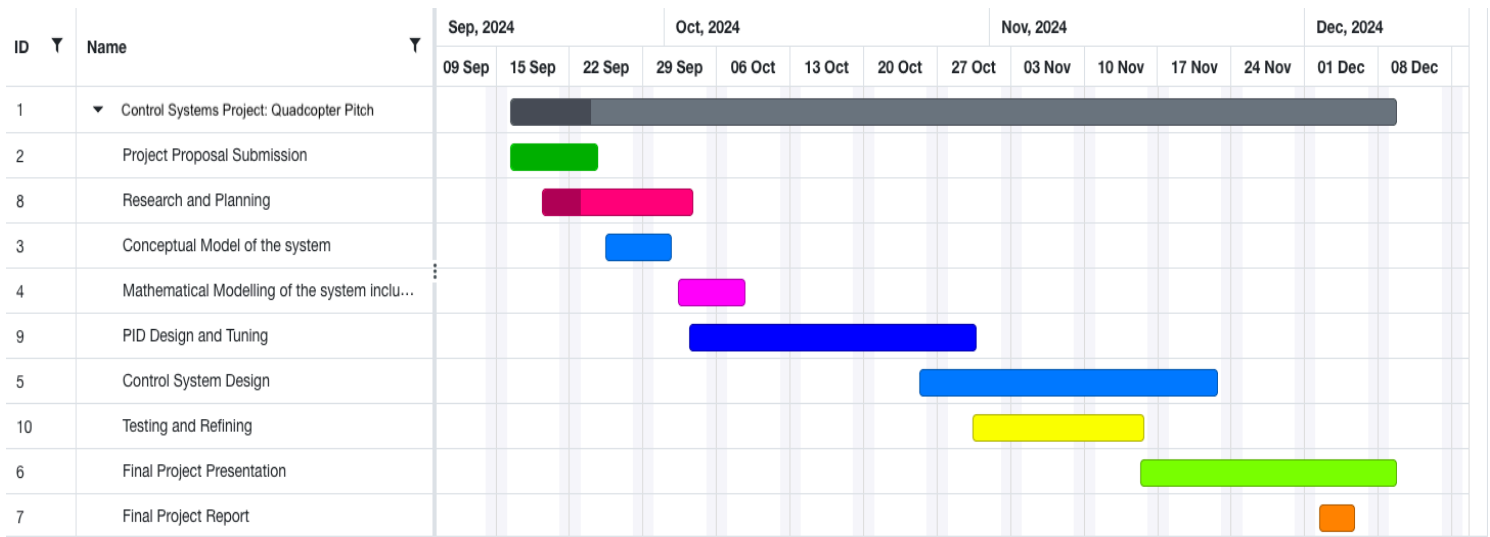 Sep, 2024 Oct, 2024 Nov, 2024 Dec, 2024
ID Name
09 Sep 15 Sep 22 Sep 29 Sep 06 Oct 13 Oct 20 Oct 27 Oct 03 Nov 10 Nov 17 Nov 24 Nov 01 Dec 08 Dec
1 Control Systems Project: Quadcopter Pitch
2 Project Proposal Submission
8 Research and Planning
3 Conceptual Model of the system
4 Mathematical Modelling of the system inclu...
9 PID Design and Tuning
5 Control System Design
10 Testing and Refining
6 Final Project Presentation
7 Final Project Report